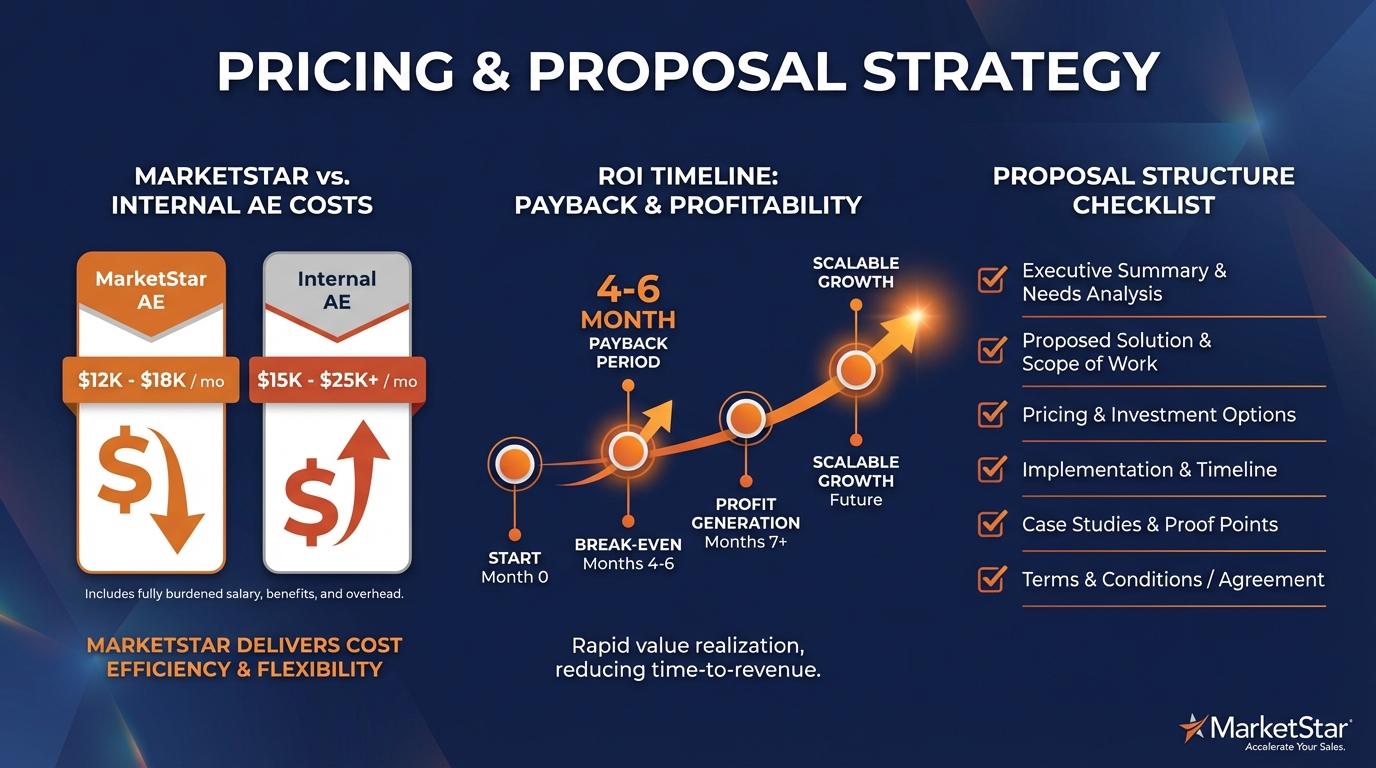 PRICING & PROPOSAL STRATEGY
MARKETSTAR vs.
INTERNAL AE COSTS
MarketStar
AE
$12K - $18K / mo
$
Internal
AE
$15K - $25K+ / mo
$
Includes fully burdened salary, benefits, and overhead.
MARKETSTAR DELIVERS COST
EFFICIENCY & FLEXIBILITY
ROI TIMELINE:
PAYBACK & PROFITABILITY
START
Month 0
4-6
MONTH
PAYBACK
PERIOD
BREAK-EVEN
Months 4-6
PROFIT
GENERATION
Months 7+
SCALABLE
GROWTH
SCALABLE
GROWTH
Future
Rapid value realization,
reducing time-to-revenue.
PROPOSAL STRUCTURE
CHECKLIST
Executive Summary &
Needs Analysis
Proposed Solution &
Scope of Work
Pricing & Investment Options
Implementation & Timeline
Case Studies & Proof Points
Terms & Conditions / Agreement
MarketStar
Accelerate Your Sales.